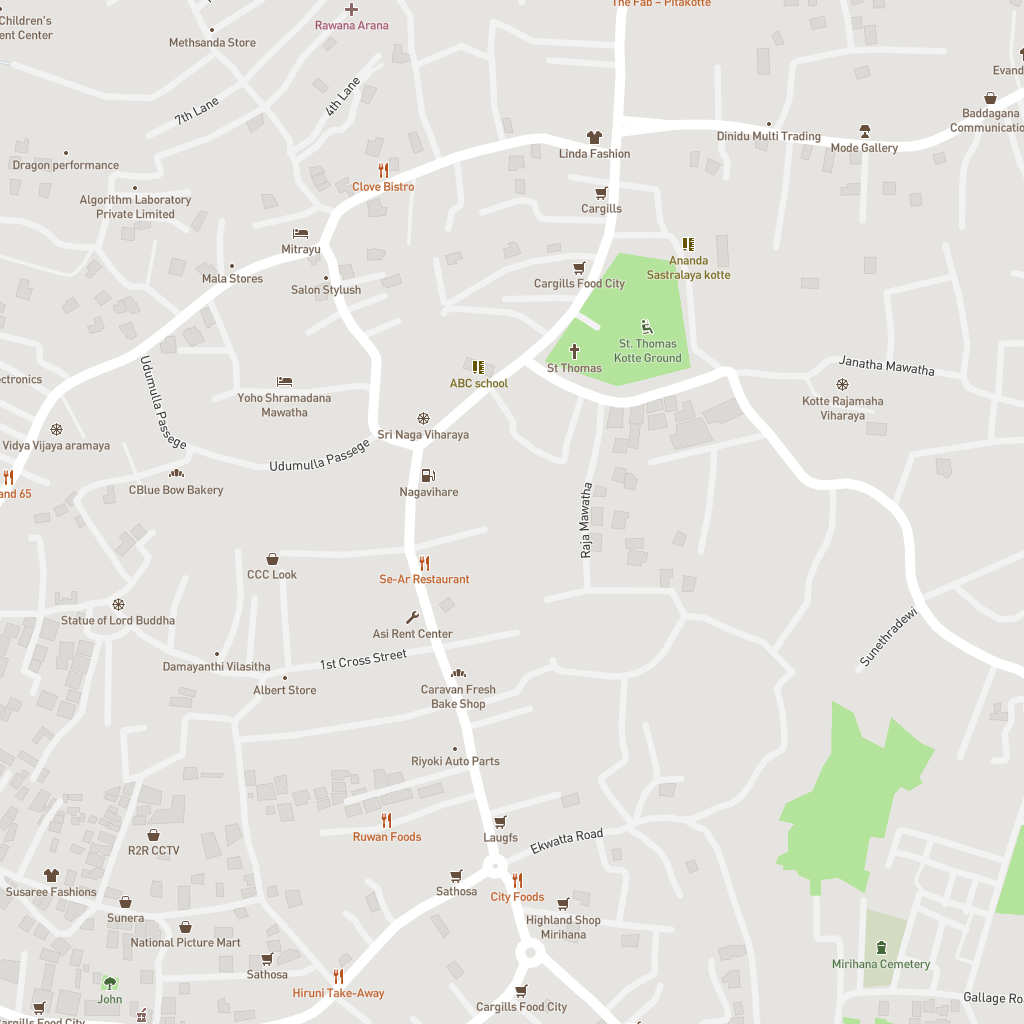 The Fab – Pitakotte
Children's
ent Center
Rawana Arana
Methsanda Store
Evand
7th Lane
4th Lane
Baddagana
Communication
Dinidu Multi Trading
Mode Gallery
Linda Fashion
Dragon performance
Clove Bistro
Algorithm Laboratory
Private Limited
Cargills
Mitrayu
Ananda
Sastralaya kotte
Mala Stores
Salon Stylush
Cargills Food City
St. Thomas
Kotte Ground
St Thomas
Janatha Mawatha
ectronics
Udumulla Passege
ABC school
Yoho Shramadana
Mawatha
Kotte Rajamaha
Viharaya
Vidya Vijaya aramaya
Sri Naga Viharaya
Udumulla Passege
CBlue Bow Bakery
Nagavihare
and 65
Raja Mawatha
CCC Look
Se-Ar Restaurant
Statue of Lord Buddha
Asi Rent Center
Sunethradewi
Damayanthi Vilasitha
1st Cross Street
Albert Store
Caravan Fresh
Bake Shop
Riyoki Auto Parts
Ruwan Foods
Laugfs
Ekwatta Road
R2R CCTV
Susaree Fashions
Sathosa
City Foods
Sunera
Highland Shop
Mirihana
National Picture Mart
Mirihana Cemetery
Sathosa
Hiruni Take-Away
John
Cargills Food City
Gallage Roa
Cargills Food City